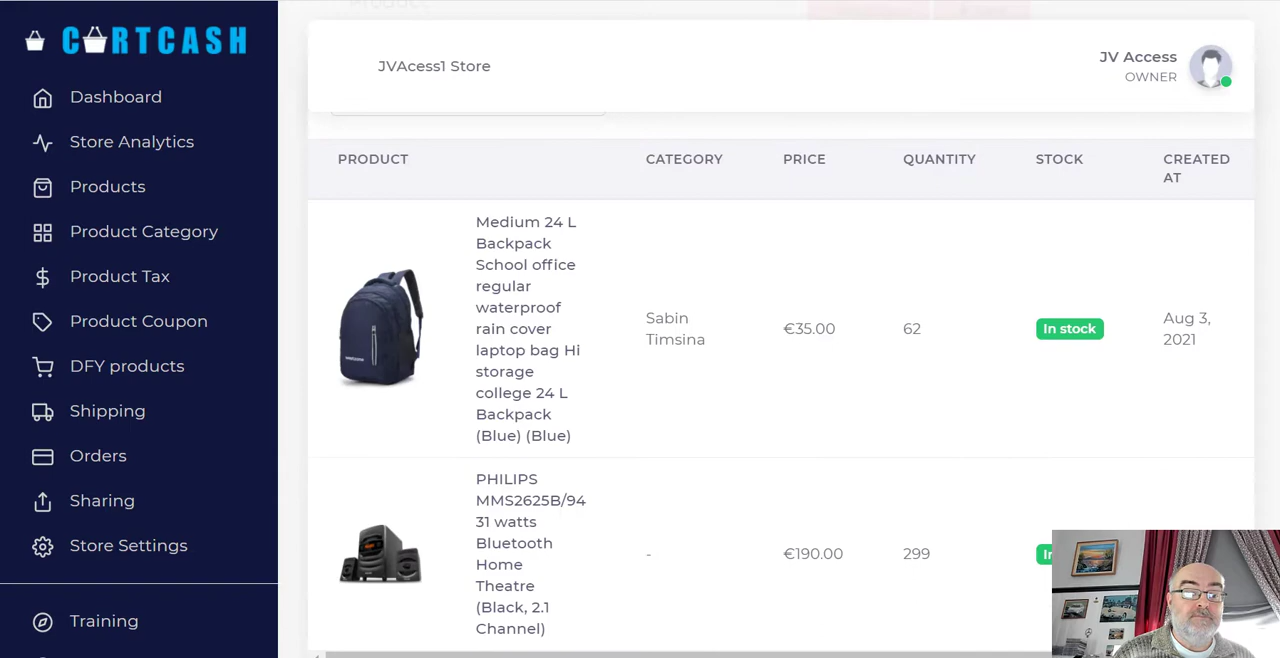 CARTCASH
Dashboard
Store Analytics
Products
Product Category
Product Tax
Product Coupon
DFY products
Shipping
Orders
Sharing
Store Settings
Training
Product
JVAcess1 Store
JV Access
OWNER
PRODUCT
CATEGORY
PRICE
QUANTITY
STOCK
CREATED
AT
Medium 24 L
Backpack
School office
regular
waterproof
rain cover
laptop bag Hi
storage
college 24 L
Backpack
(Blue) (Blue)
Sabin
Timsina
€35.00
62
In stock
Aug 3,
2021
PHILIPS
MMS2625B/94
31 watts
Bluetooth
Home
Theatre
(Black, 2.1
Channel)
-
€190.00
299